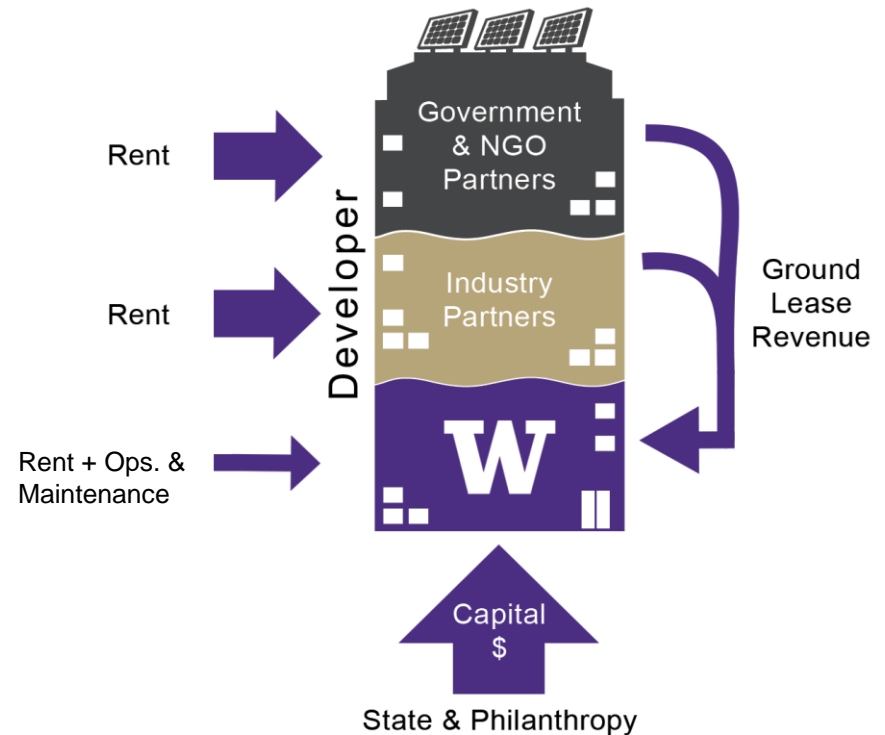 Government
& NGO
Partners
Rent
Developer
Industry
Partners
Rent
Ground
Lease
Revenue
W
Rent + Ops. &
Maintenance
Capital
$
State & Philanthropy